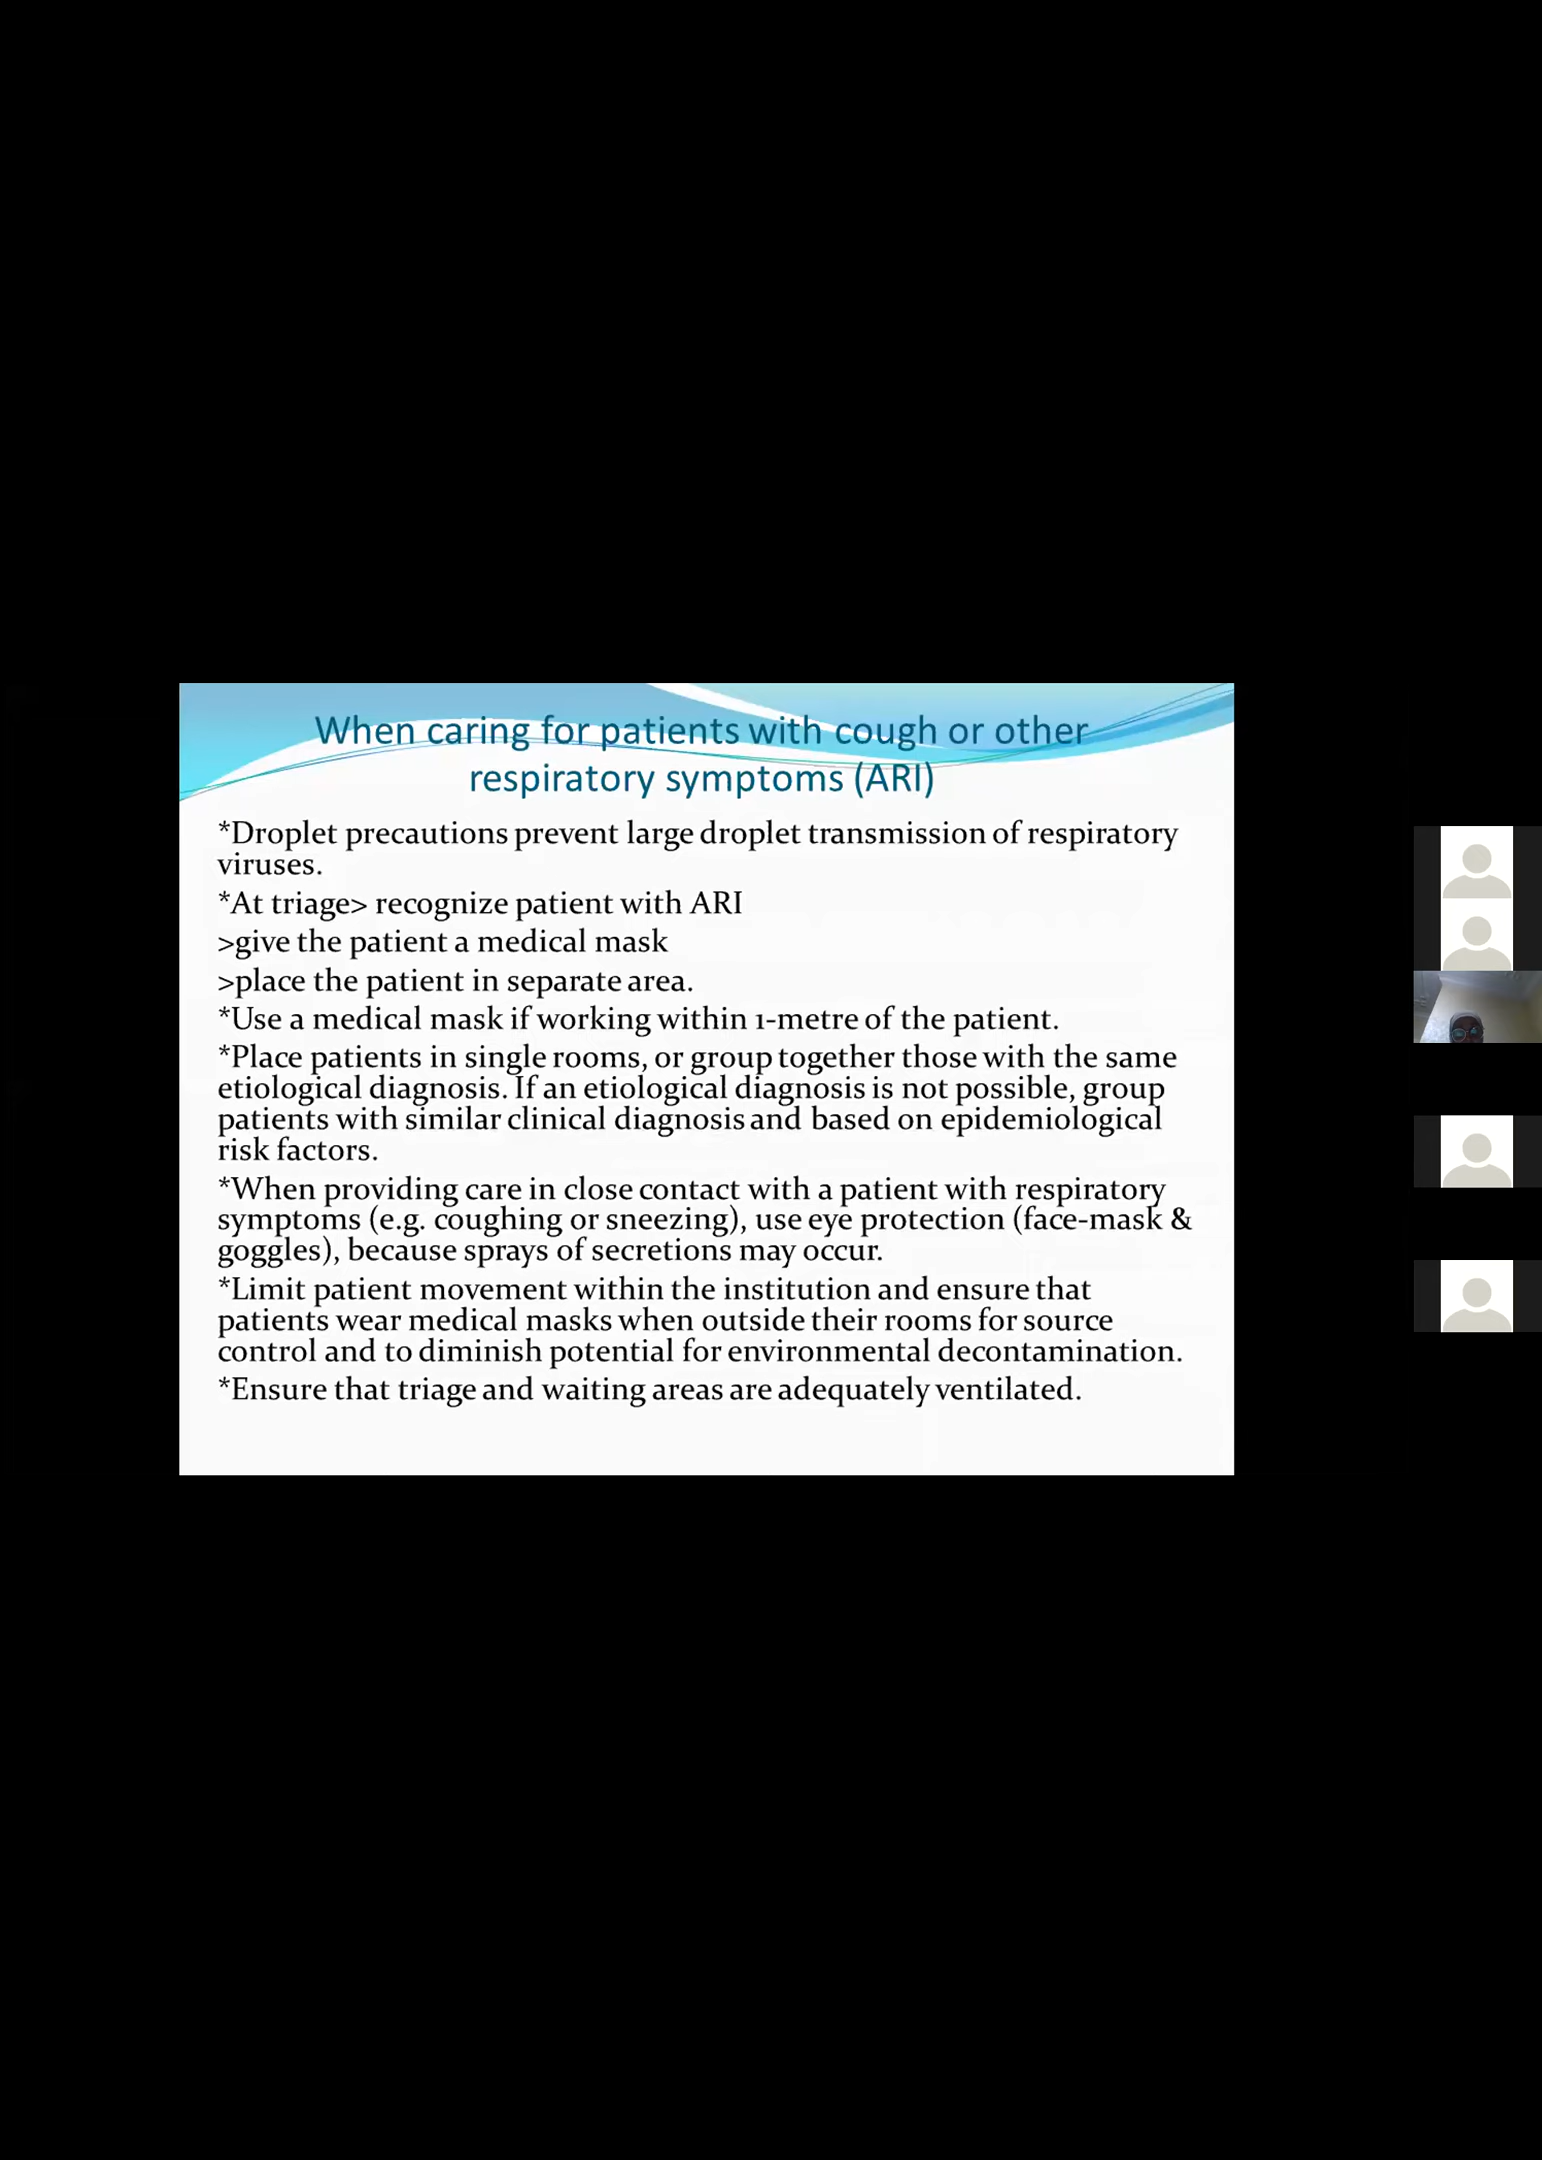 When caring for patients with cough or other
respiratory symptoms (ARI)
*Droplet precautions prevent large droplet transmission of respiratory
viruses.
*At triage> recognize patient with ARI
>give the patient a medical mask
>place the patient in separate area.
*Use a medical mask if working within 1-metre of the patient.
*Place patients in single rooms, or group together those with the same
etiological diagnosis. If an etiological diagnosis is not possible, group
patients with similar clinical diagnosis and based on epidemiological
risk factors.
*When providing care in close contact with a patient with respiratory
symptoms (e.g. coughing or sneezing), use eye protection (face-mask &
goggles), because sprays of secretions may occur.
*Limit patient movement within the institution and ensure that
patients wear medical masks when outside their rooms for source
control and to diminish potential for environmental decontamination.
*Ensure that triage and waiting areas are adequately ventilated.